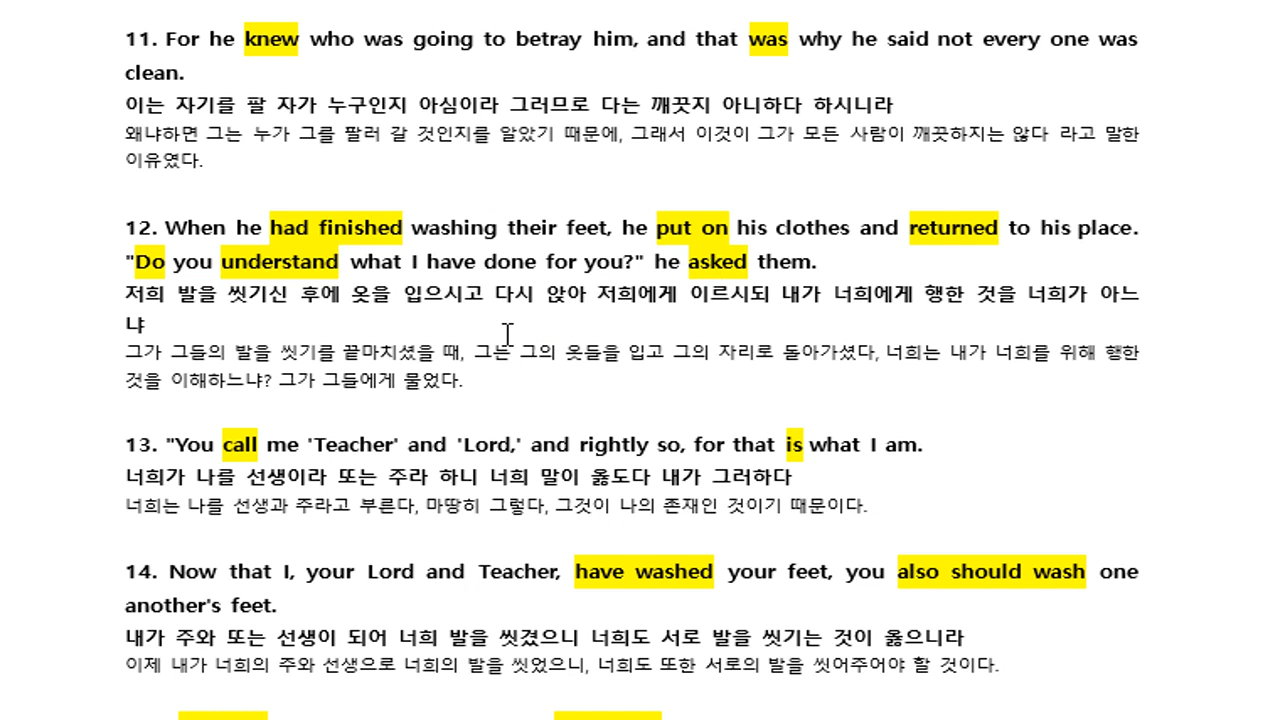 11. For he knew who was going to betray him, and that was why he said not every one was
clean.
이는 자기를 팔 자가 누구인지 아심이라 그러므로 다는 깨끗지 아니하다 하시니라
왜냐하면 그는 누가 그를 팔러 갈 것인지를 알았기 때문에, 그래서 이것이 그가 모든 사람이 깨끗하지는 않다 라고 말한
이유였다.
12. When he had finished washing their feet, he put on his clothes and returned to his place.
"Do you understand what I have done for you?" he asked them.
저희 발을 씻기신 후에 옷을 입으시고 다시 앉아 저희에게 이르시되 내가 너희에게 행한 것을 너희가 아느
냐
그가 그들의 발을 씻기를 끝마치셨을 때, 그는 그의 옷들을 입고 그의 자리로 돌아가셨다, 너희는 내가 너희를 위해 행한
것을 이해하느냐? 그가 그들에게 물었다.
13. "You call me 'Teacher' and 'Lord,' and rightly so, for that is what I am.
너희가 나를 선생이라 또는 주라 하니 너희 말이 옳도다 내가 그러하다
너희는 나를 선생과 주라고 부른다, 마땅히 그렇다, 그것이 나의 존재인 것이기 때문이다.
14. Now that I, your Lord and Teacher, have washed your feet, you also should wash one
another's feet.
내가 주와 또는 선생이 되어 너희 발을 씻겼으니 너희도 서로 발을 씻기는 것이 옳으니라
이제 내가 너희의 주와 선생으로 너희의 발을 씻었으니, 너희도 또한 서로의 발을 씻어주어야 할 것이다.